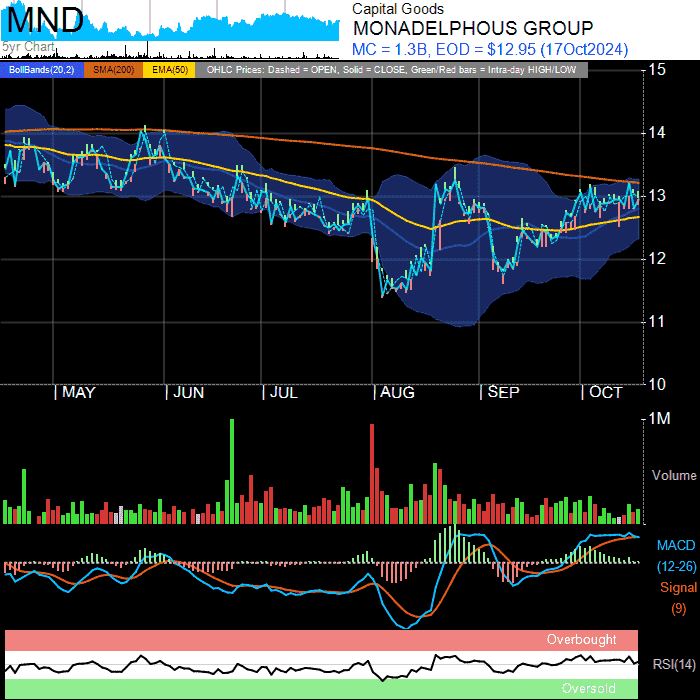 MND
Capital Goods
MONADELPHOUS GROUP
5yr Chart
MC = 1.3B, EOD = $12.95 (17Oct2024)
BollBands(20,2) SMA(200) EMA(50) OHLC Prices: Dashed = OPEN, Solid = CLOSE, Green/Red bars = Intra-day HIGH/LOW
15
14
13
12
11
10
MAY JUN JUL AUG SEP OCT
1M
Volume
MACD
(12-26)
Signal
(9)
Overbought
RSI(14)
Oversold